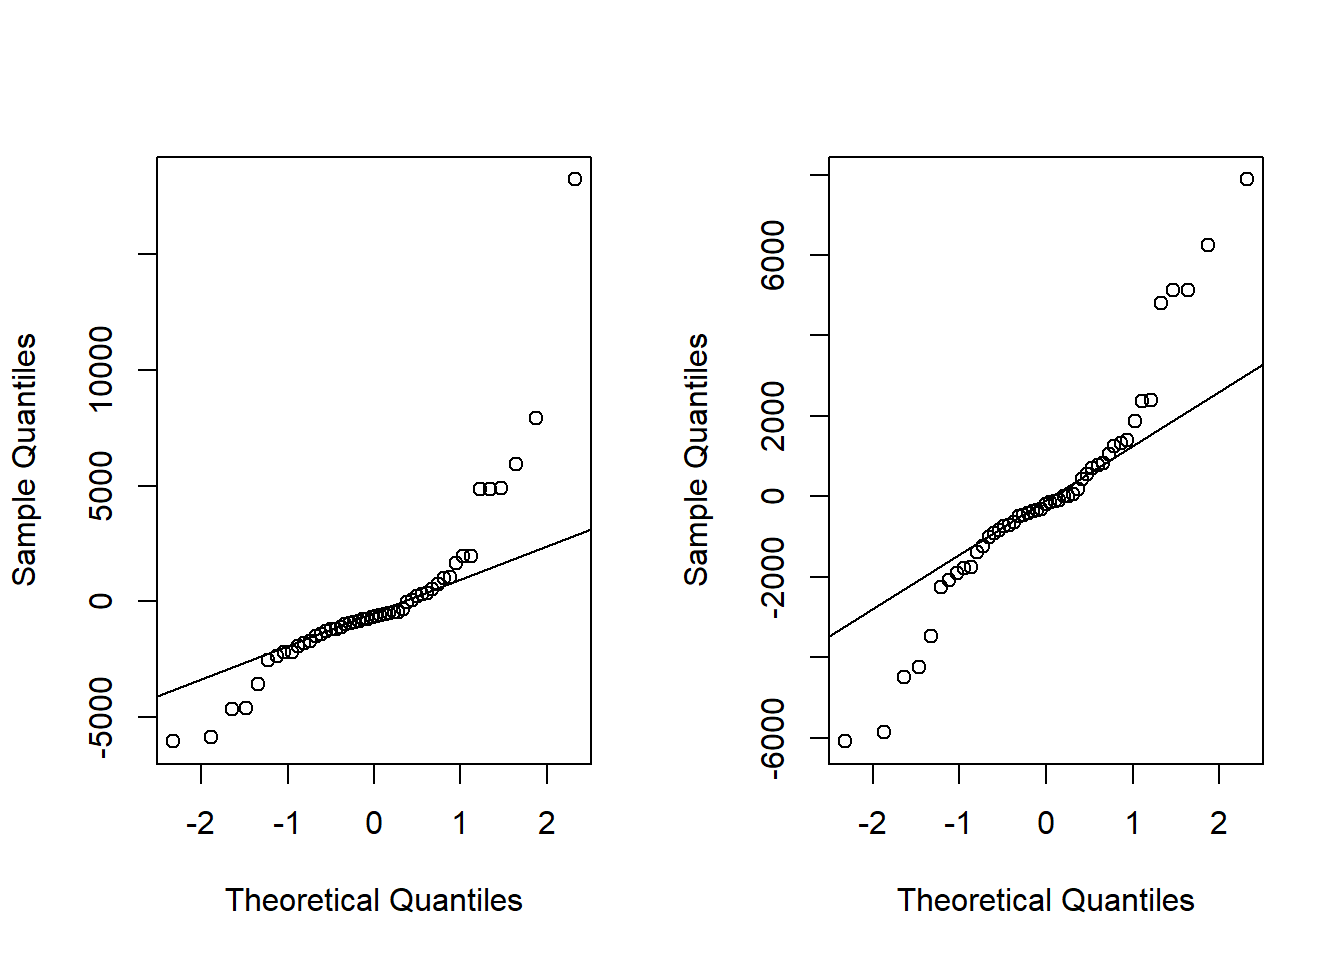 Sample Quantiles
10000
5000
0
-5000
-2 -1 0 1 2
Theoretical Quantiles
Sample Quantiles
6000
2000
0
-2000
-6000
-2 -1 0 1 2
Theoretical Quantiles